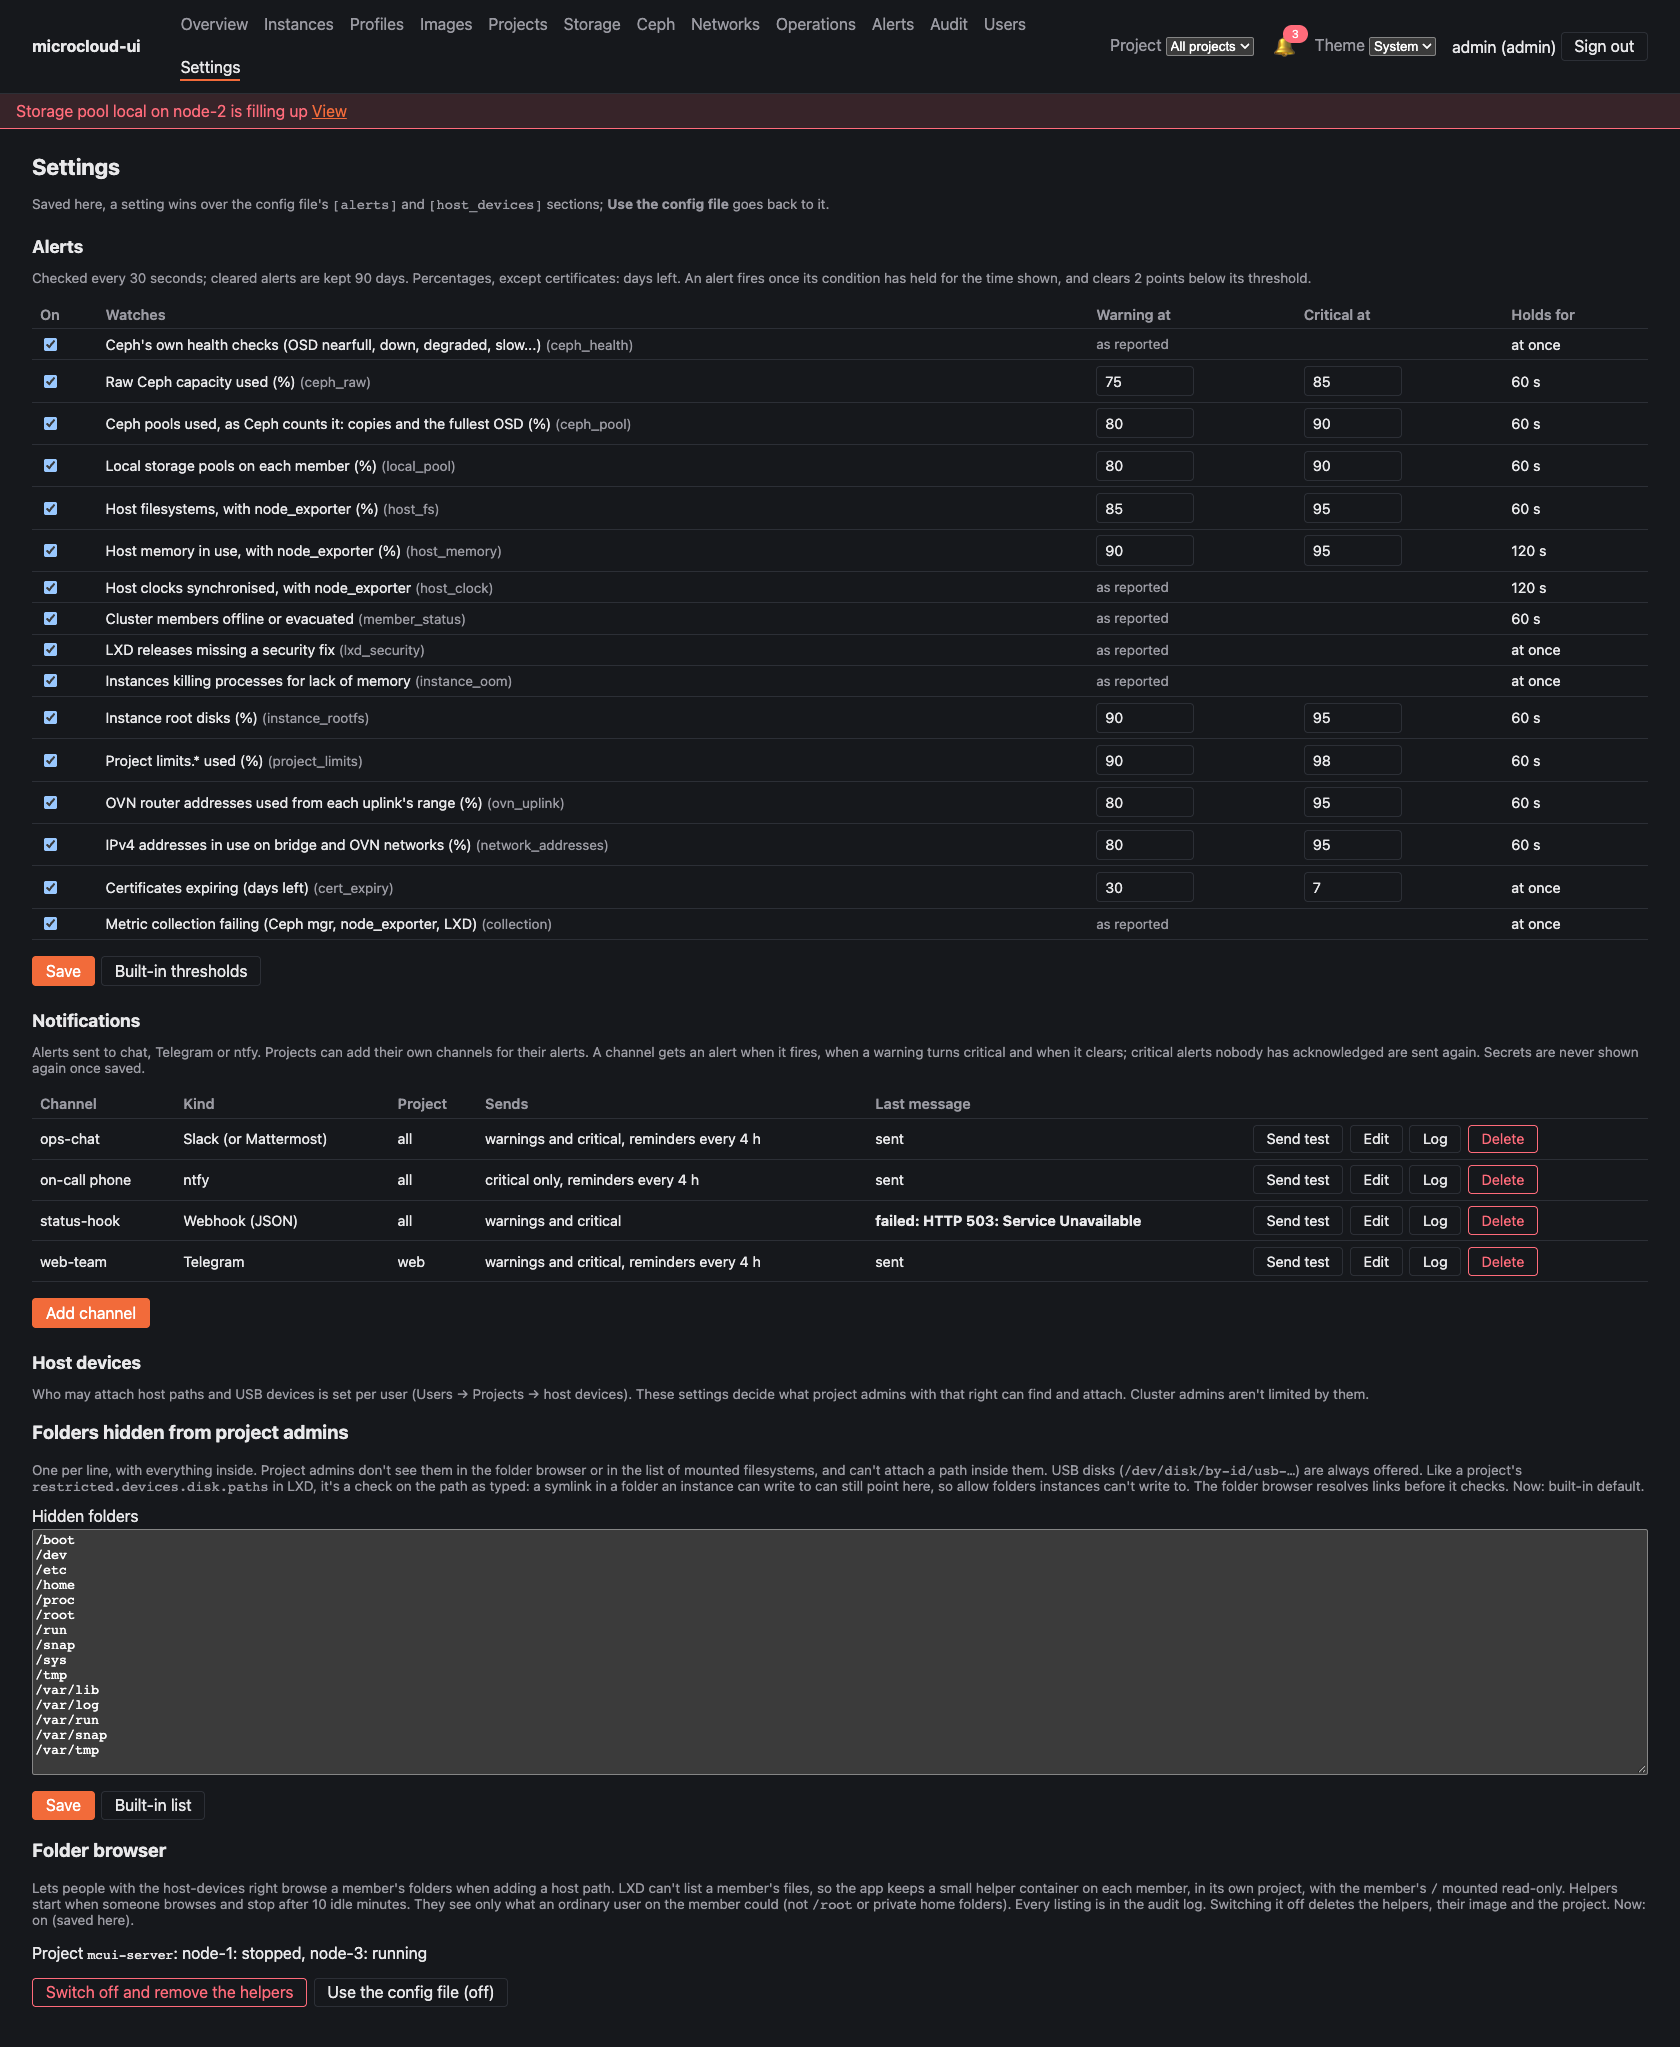 microcloud-ui
Overview Instances Profiles Images Projects Storage Ceph Networks Operations Alerts Audit Users
Settings
Project All projects 3 Theme System admin (admin) Sign out
Storage pool local on node-2 is filling up View
Settings
Saved here, a setting wins over the config file's [alerts] and [host_devices] sections; Use the config file goes back to it.
Alerts
Checked every 30 seconds; cleared alerts are kept 90 days. Percentages, except certificates: days left. An alert fires once its condition has held for the time shown, and clears 2 points below its threshold.
On Watches Warning at Critical at Holds for
Ceph's own health checks (OSD nearfull, down, degraded, slow...) (ceph_health) as reported at once
Raw Ceph capacity used (%) (ceph_raw) 75 85 60 s
Ceph pools used, as Ceph counts it: copies and the fullest OSD (%) (ceph_pool) 80 90 60 s
Local storage pools on each member (%) (local_pool) 80 90 60 s
Host filesystems, with node_exporter (%) (host_fs) 85 95 60 s
Host memory in use, with node_exporter (%) (host_memory) 90 95 120 s
Host clocks synchronised, with node_exporter (host_clock) as reported 120 s
Cluster members offline or evacuated (member_status) as reported 60 s
LXD releases missing a security fix (lxd_security) as reported at once
Instances killing processes for lack of memory (instance_oom) as reported at once
Instance root disks (%) (instance_rootfs) 90 95 60 s
Project limits.* used (%) (project_limits) 90 98 60 s
OVN router addresses used from each uplink's range (%) (ovn_uplink) 80 95 60 s
IPv4 addresses in use on bridge and OVN networks (%) (network_addresses) 80 95 60 s
Certificates expiring (days left) (cert_expiry) 30 7 at once
Metric collection failing (Ceph mgr, node_exporter, LXD) (collection) as reported at once
Save Built-in thresholds
Notifications
Alerts sent to chat, Telegram or ntfy. Projects can add their own channels for their alerts. A channel gets an alert when it fires, when a warning turns critical and when it clears; critical alerts nobody has acknowledged are sent again. Secrets are never shown
again once saved.
Channel Kind Project Sends Last message
ops-chat Slack (or Mattermost) all warnings and critical, reminders every 4 h sent Send test Edit Log Delete
on-call phone ntfy all critical only, reminders every 4 h sent Send test Edit Log Delete
status-hook Webhook (JSON) all warnings and critical failed: HTTP 503: Service Unavailable Send test Edit Log Delete
web-team Telegram web warnings and critical, reminders every 4 h sent Send test Edit Log Delete
Add channel
Host devices
Who may attach host paths and USB devices is set per user (Users → Projects → host devices). These settings decide what project admins with that right can find and attach. Cluster admins aren't limited by them.
Folders hidden from project admins
One per line, with everything inside. Project admins don't see them in the folder browser or in the list of mounted filesystems, and can't attach a path inside them. USB disks (/dev/disk/by-id/usb-…) are always offered. Like a project's
restricted.devices.disk.paths in LXD, it's a check on the path as typed: a symlink in a folder an instance can write to can still point here, so allow folders instances can't write to. The folder browser resolves links before it checks. Now: built-in default.
Hidden folders
/boot
/dev
/etc
/home
/proc
/root
/run
/snap
/sys
/tmp
/var/lib
/var/log
/var/run
/var/snap
/var/tmp
Save Built-in list
Folder browser
Lets people with the host-devices right browse a member's folders when adding a host path. LXD can't list a member's files, so the app keeps a small helper container on each member, in its own project, with the member's / mounted read-only. Helpers
start when someone browses and stop after 10 idle minutes. They see only what an ordinary user on the member could (not /root or private home folders). Every listing is in the audit log. Switching it off deletes the helpers, their image and the project. Now:
on (saved here).
Project mcui-server: node-1: stopped, node-3: running
Switch off and remove the helpers Use the config file (off)